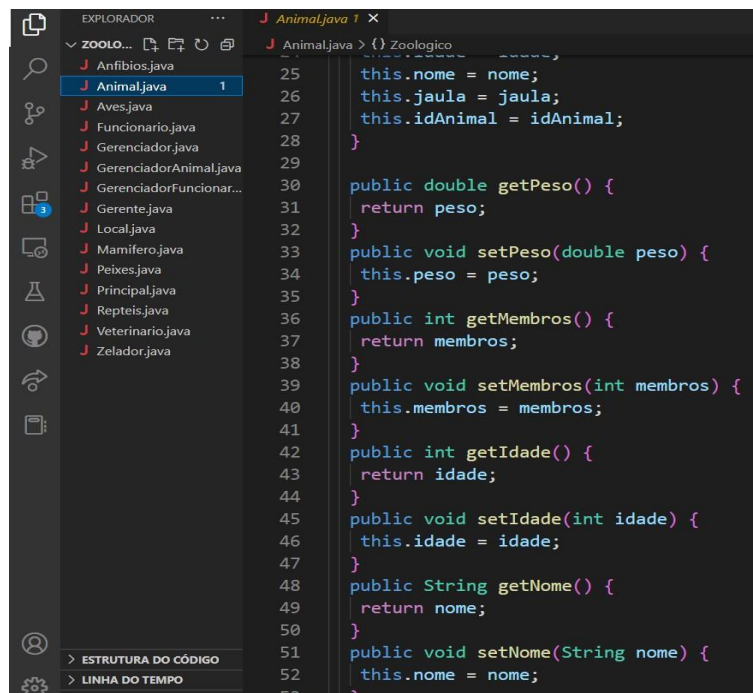 EXPLORADOR ...
ZOOLO...
Anfibios.java
Animal.java 1
Aves.java
Funcionario.java
Gerenciador.java
GerenciadorAnimal.java
GerenciadorFuncionar...
Gerente.java
Local.java
Mamifero.java
Peixes.java
Principal.java
Repteis.java
Veterinario.java
Zelador.java
3
> ESTRUTURA DO CÓDIGO
> LINHA DO TEMPO
J Animal.java 1 ×
J Animal.java > {} Zoologico
25 this.nome = nome;
26 this.jaula = jaula;
27 this.idAnimal = idAnimal;
28 }
29
30 public double getPeso() {
31 return peso;
32 }
33 public void setPeso(double peso) {
34 this.peso = peso;
35 }
36 public int getMembros() {
37 return membros;
38 }
39 public void setMembros(int membros) {
40 this.membros = membros;
41 }
42 public int getIdade() {
43 return idade;
44 }
45 public void setIdade(int idade) {
46 this.idade = idade;
47 }
48 public String getNome() {
49 return nome;
50 }
51 public void setNome(String nome) {
52 this.nome = nome;